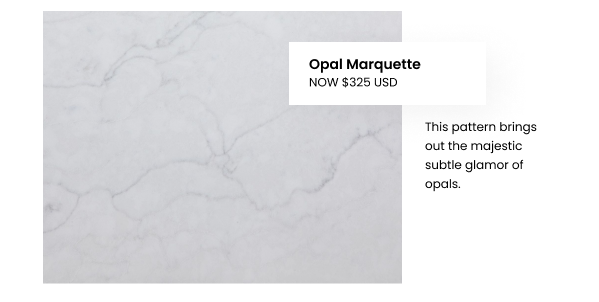 Opal Marquette
NOW $325 USD
This pattern brings
out the majestic
subtle glamor of
opals.